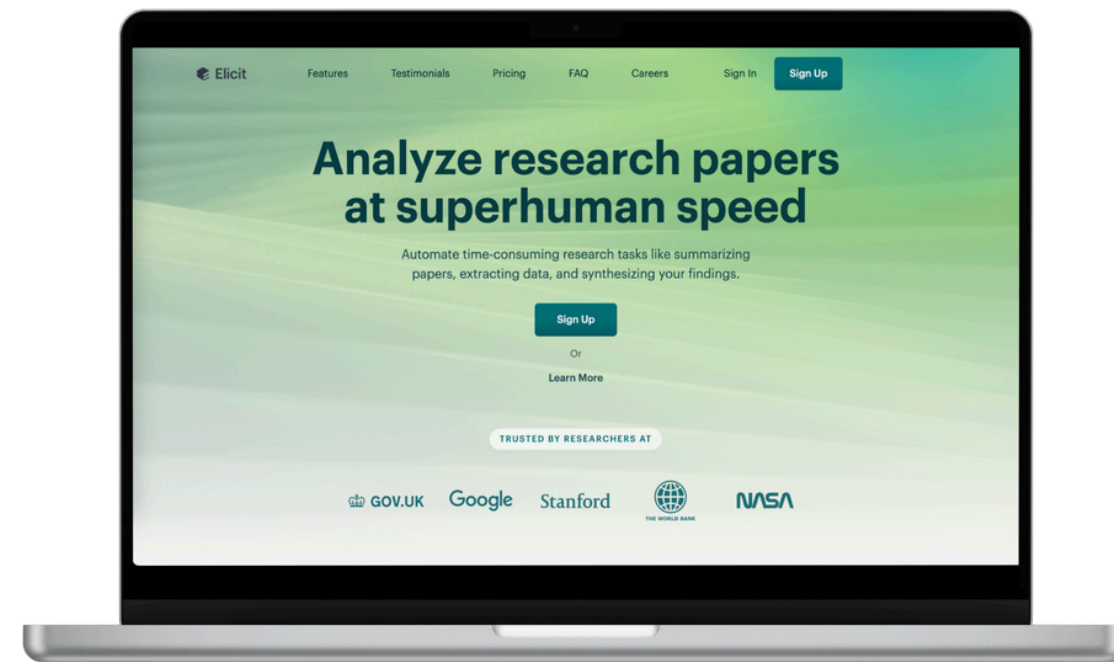 Elicit
Features
Testimonials
Pricing
FAQ
Careers
Sign In
Sign Up
Analyze research papers
at superhuman speed
Automate time-consuming research tasks like summarizing
papers, extracting data, and synthesizing your findings.
Sign Up
Or
Learn More
TRUSTED BY RESEARCHERS AT
GOV.UK
Google
Stanford
THE WORLD BANK
NASA